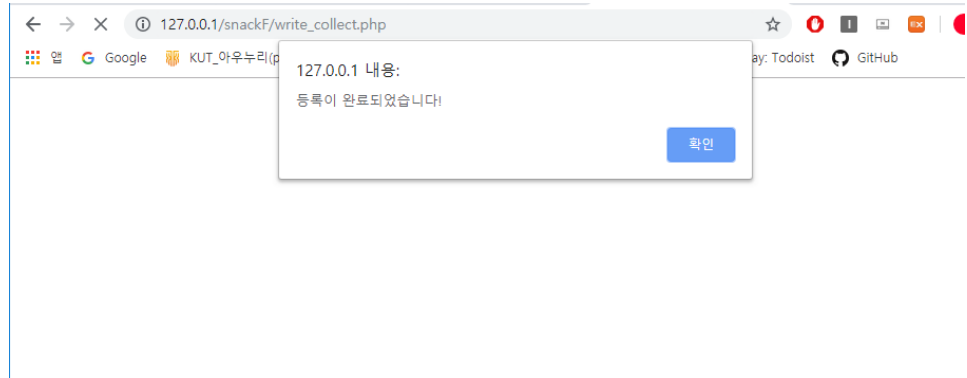 127.0.0.1/snackF/write_collect.php
앱 Google KUT_아우누리(p ay: Todoist GitHub
127.0.0.1 내용:
등록이 완료되었습니다!
확인